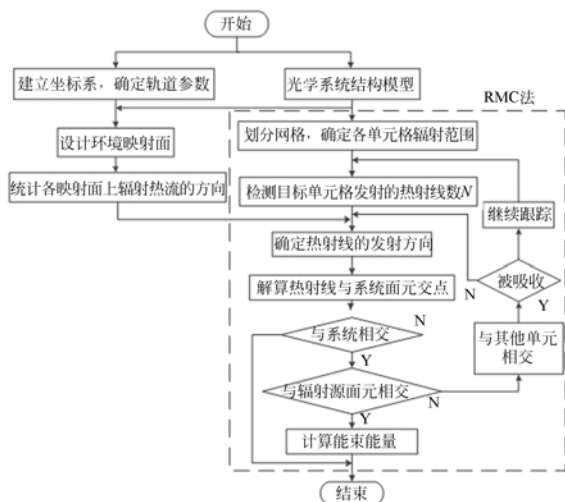 开始
建立坐标系，确定轨道参数
光学系统结构模型
RMC法
设计环境映射面
划分网格，确定各单元格辐射范围
统计各映射面上辐射热流的方向
检测目标单元格发射的热射线数N
继续跟踪
确定热射线的发射方向
N
被吸收
Y
解算热射线与系统面元交点
与系统相交
N
Y
与其他单元
相交
与辐射源面元相交
N
Y
计算能束能量
结束